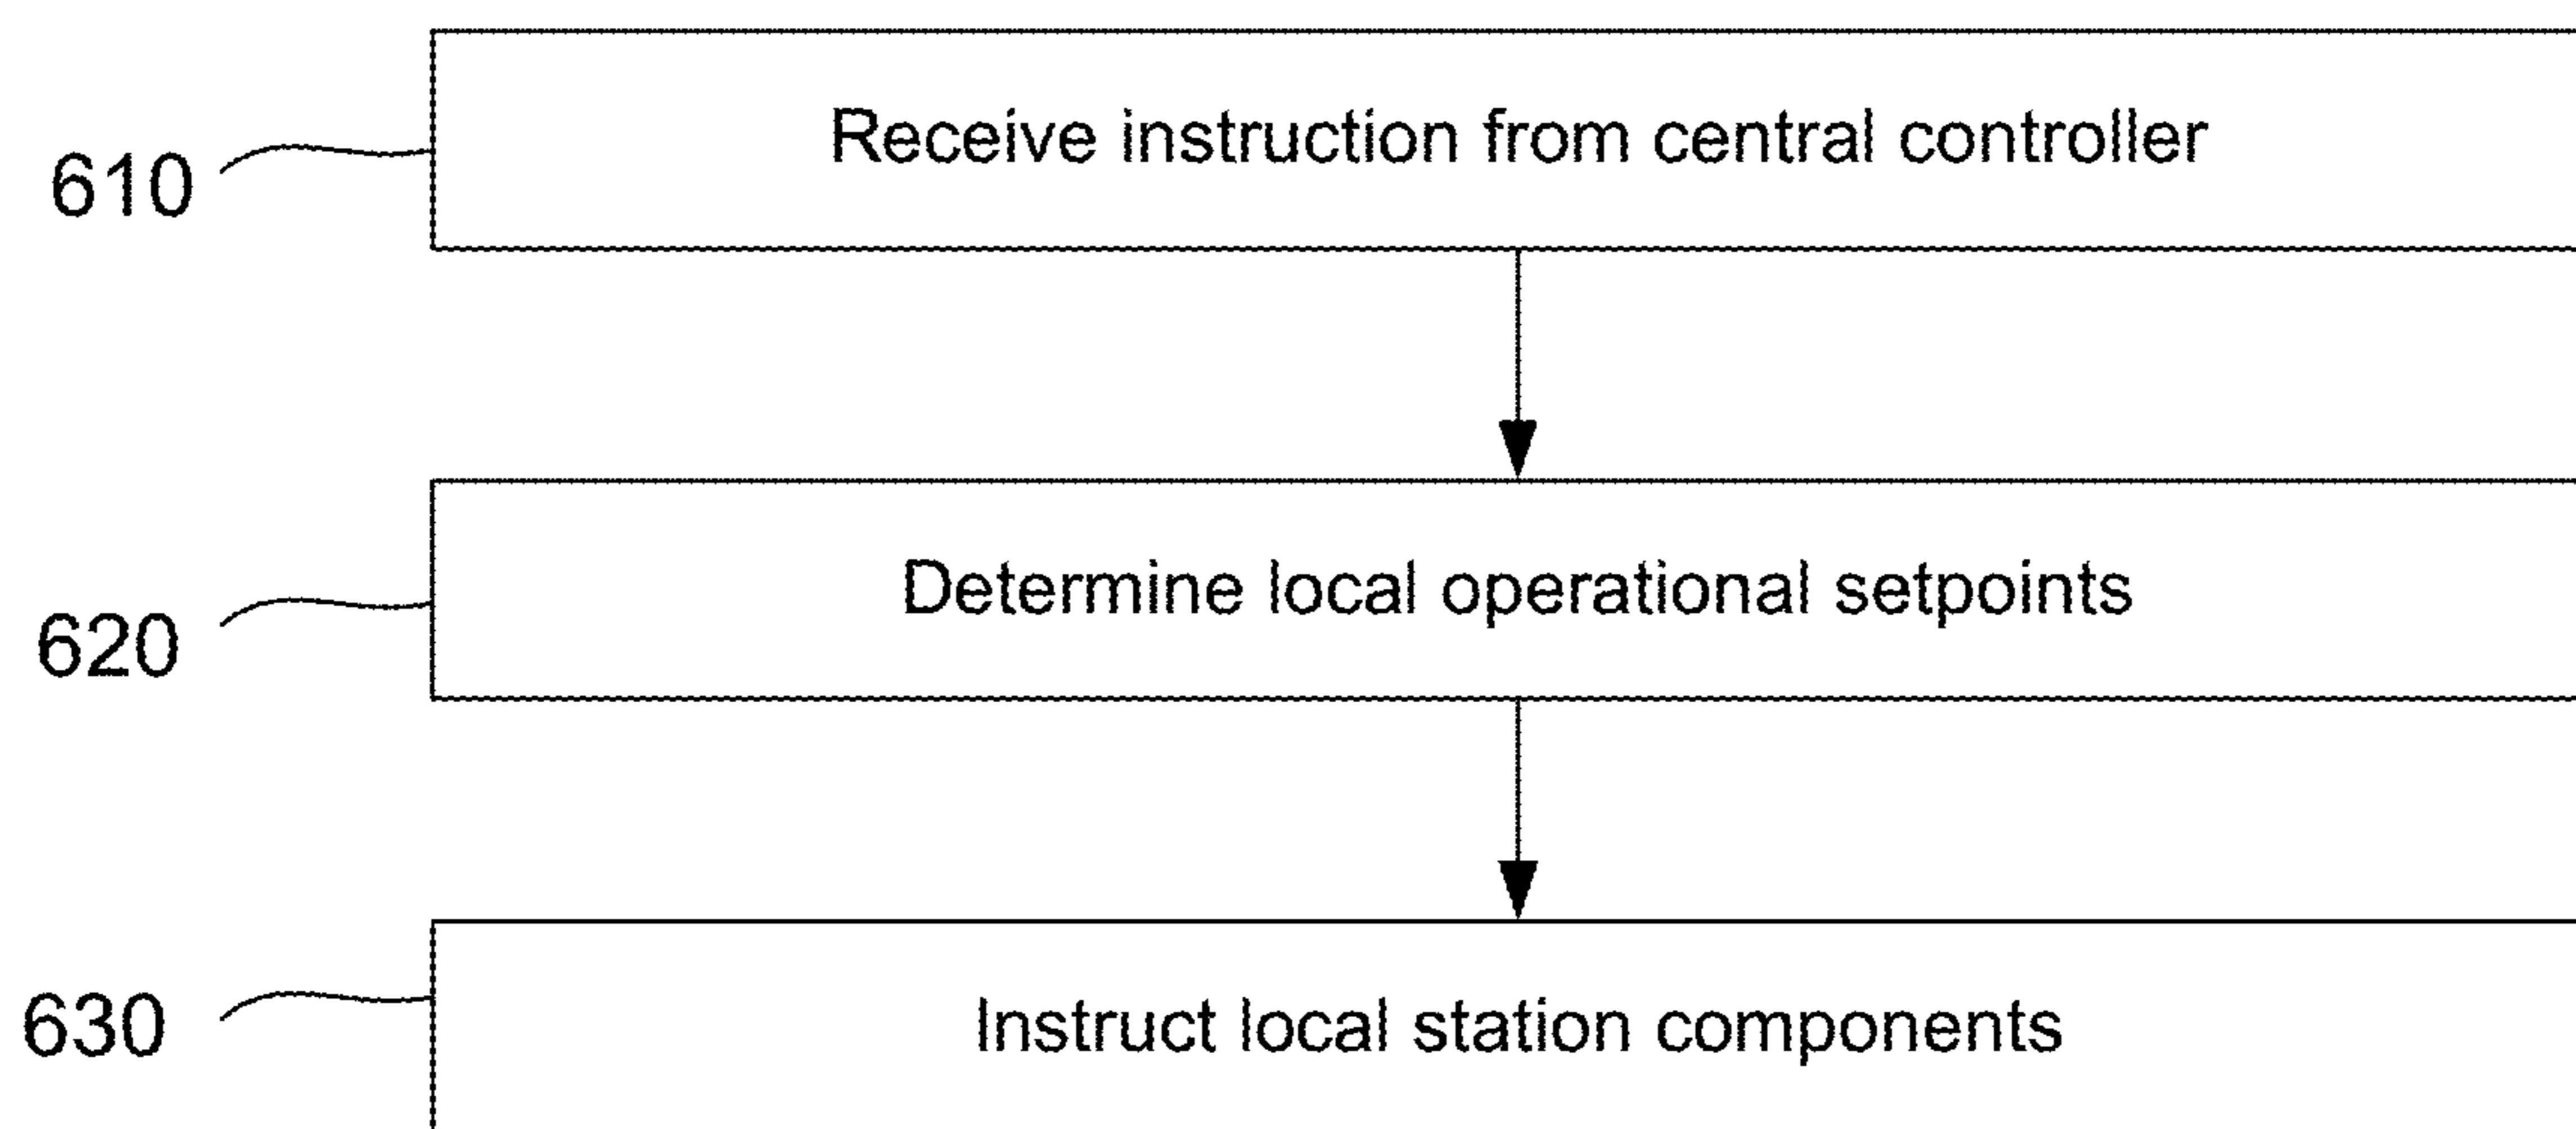 Receive instruction from central controller
610
Determine local operational setpoints
620
Instruct local station components
630